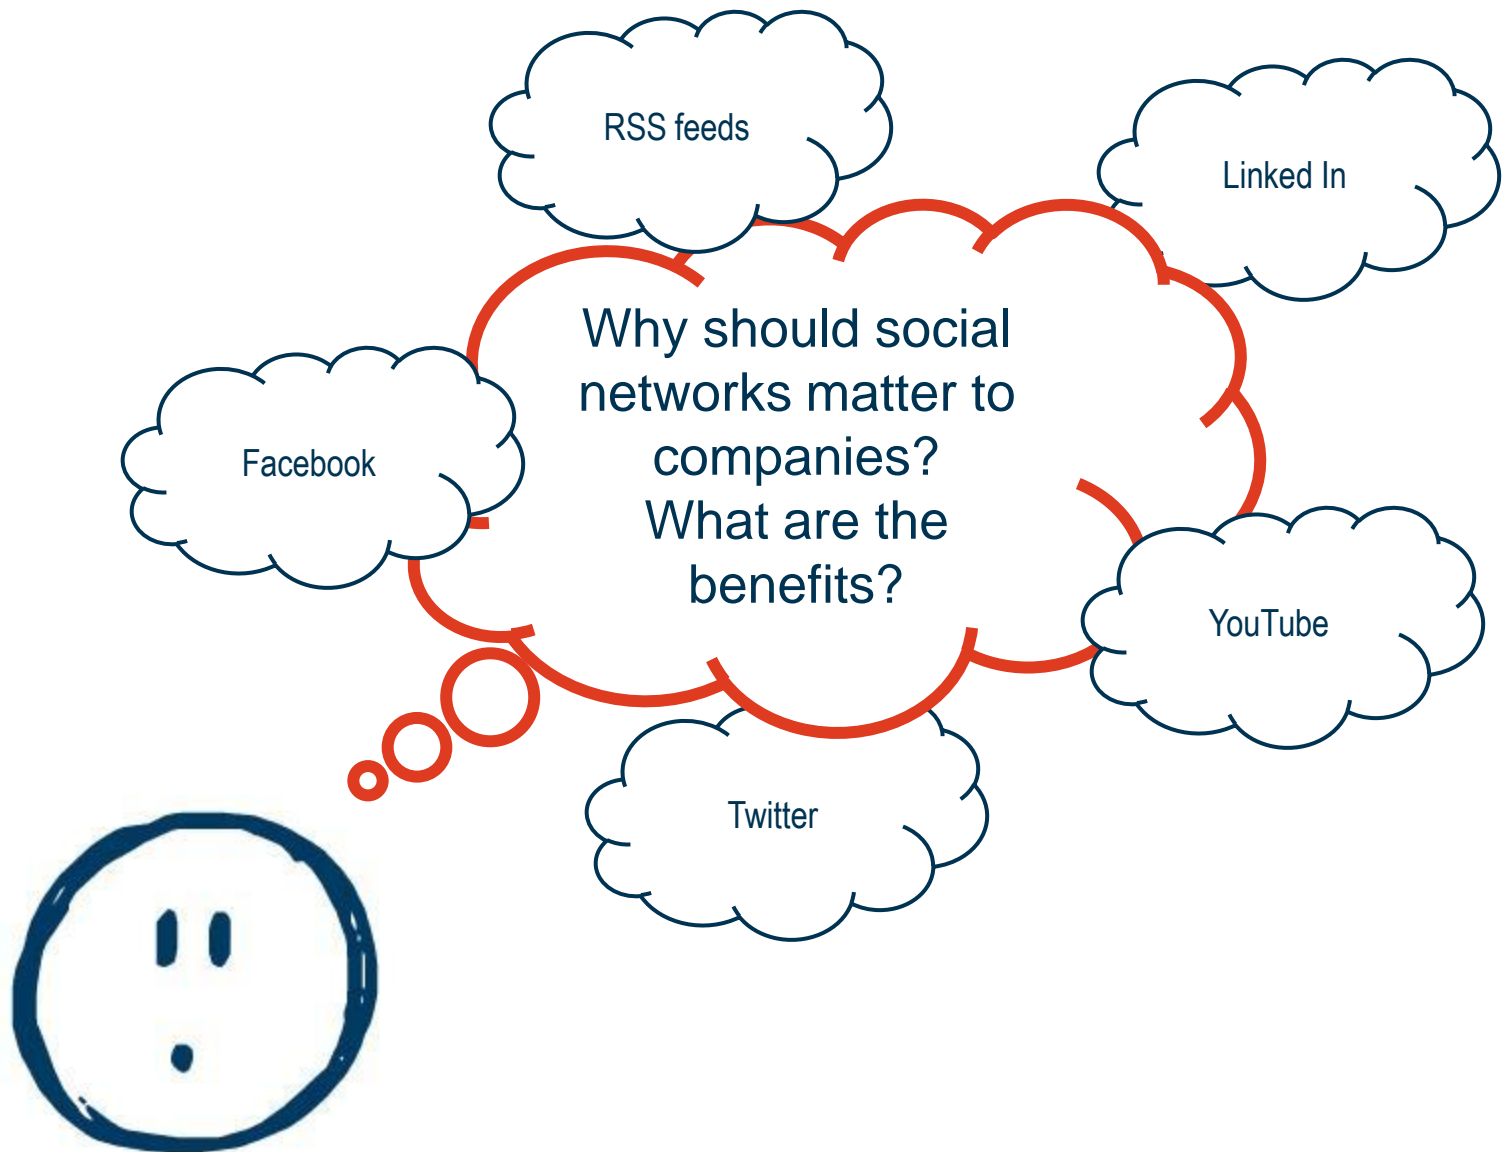 RSS feeds
Linked In
Why should social
networks matter to
companies?
What are the
benefits?
Facebook
YouTube
Twitter